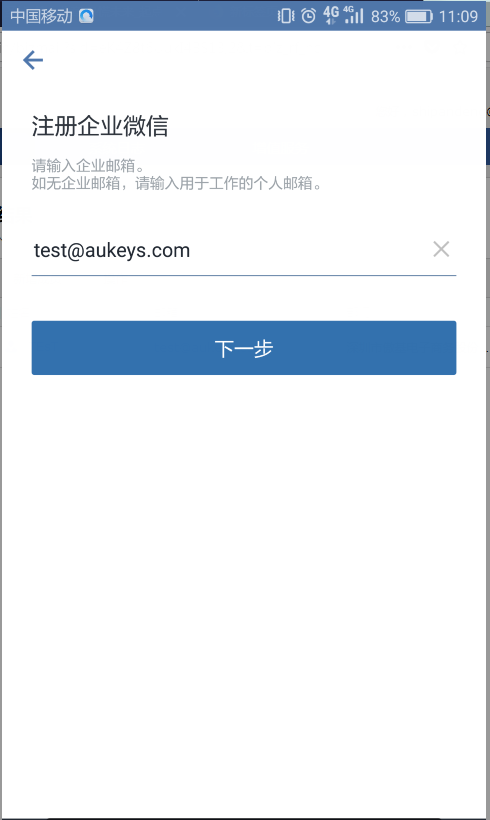 中国移动 4G 4G 83% 11:09
注册企业微信
请输入企业邮箱。
如无企业邮箱，请输入用于工作的个人邮箱。
test@aukeys.com
下一步